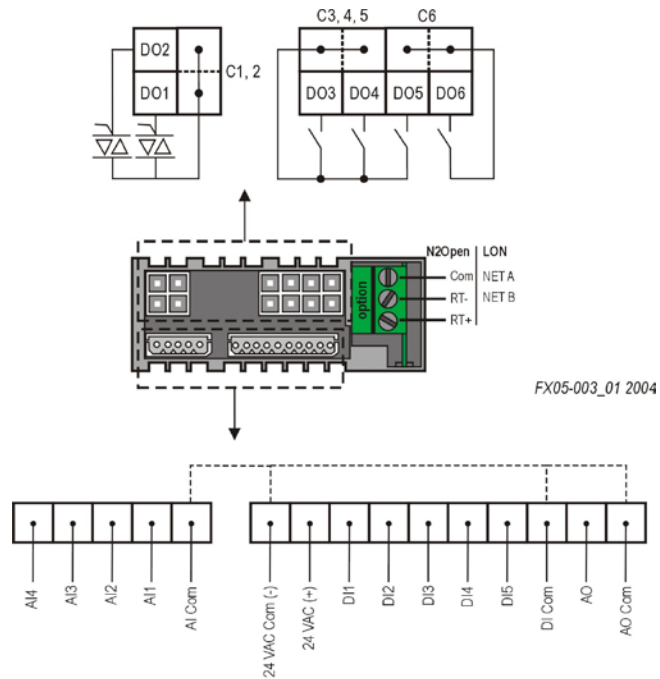 C3, 4, 5
C6
DO2
DO1
C1, 2
DO3
DO4
DO5
DO6
N2Open
LON
option
Com
NET A
RT-
NET B
RT+
FX05-003_01 2004
AI4
AI3
AI2
AI1
AI Com
24 VAC Com (-)
24 VAC (+)
DI1
DI2
DI3
DI4
DI5
DI Com
AO
AO Com